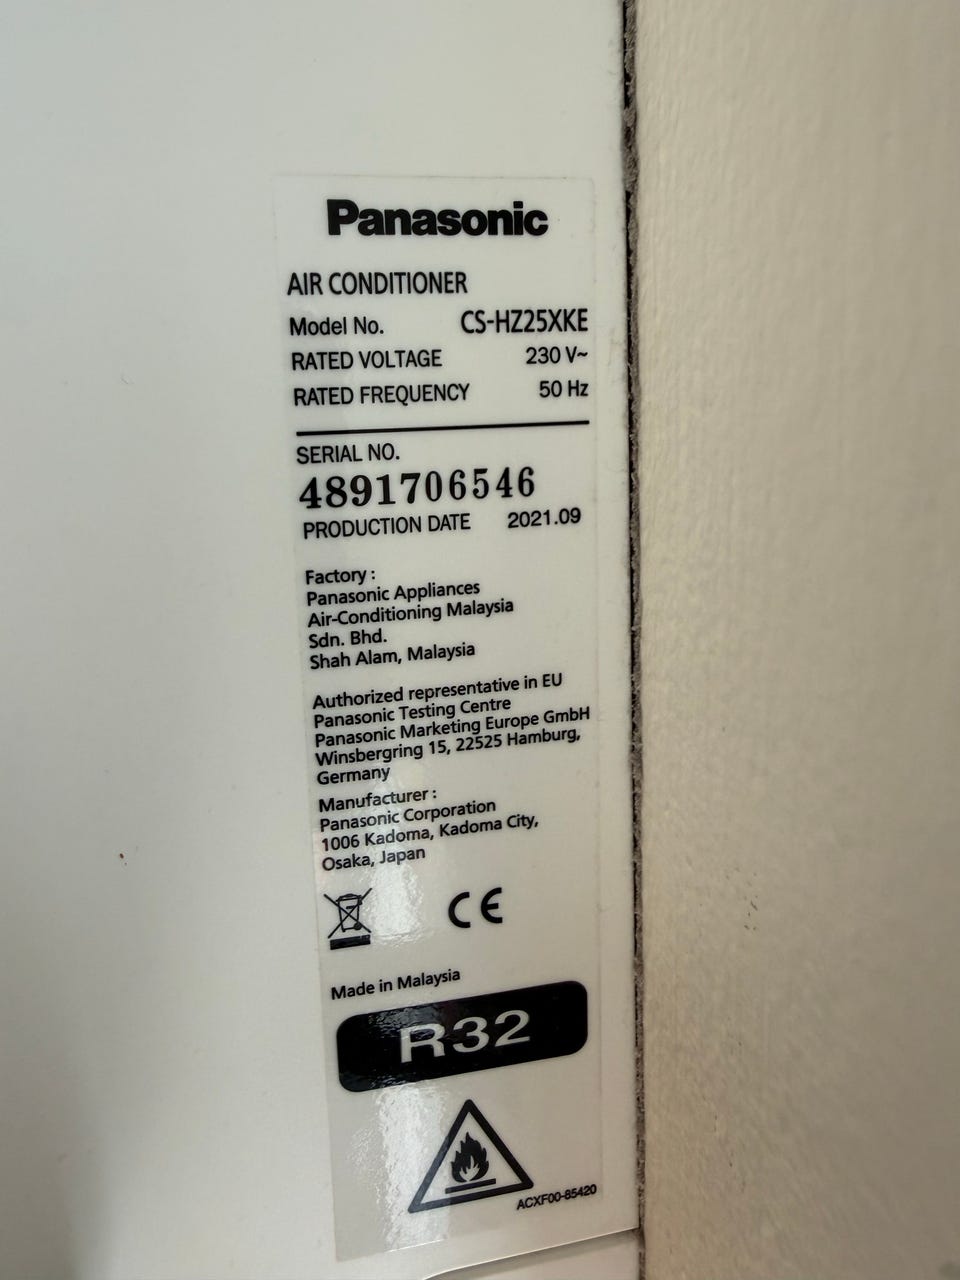 Panasonic
AIR CONDITIONER
Model No. CS-HZ25XKE
RATED VOLTAGE 230 V~
RATED FREQUENCY 50 Hz
SERIAL NO.
4891706546
PRODUCTION DATE 2021.09
Factory :
Panasonic Appliances
Air-Conditioning Malaysia
Sdn. Bhd.
Shah Alam, Malaysia
Authorized representative in EU
Panasonic Testing Centre
Panasonic Marketing Europe GmbH
Winsbergring 15, 22525 Hamburg,
Germany
Manufacturer :
Panasonic Corporation
1006 Kadoma, Kadoma City,
Osaka, Japan
CE
Made in Malaysia
R32
ACXF00-85420